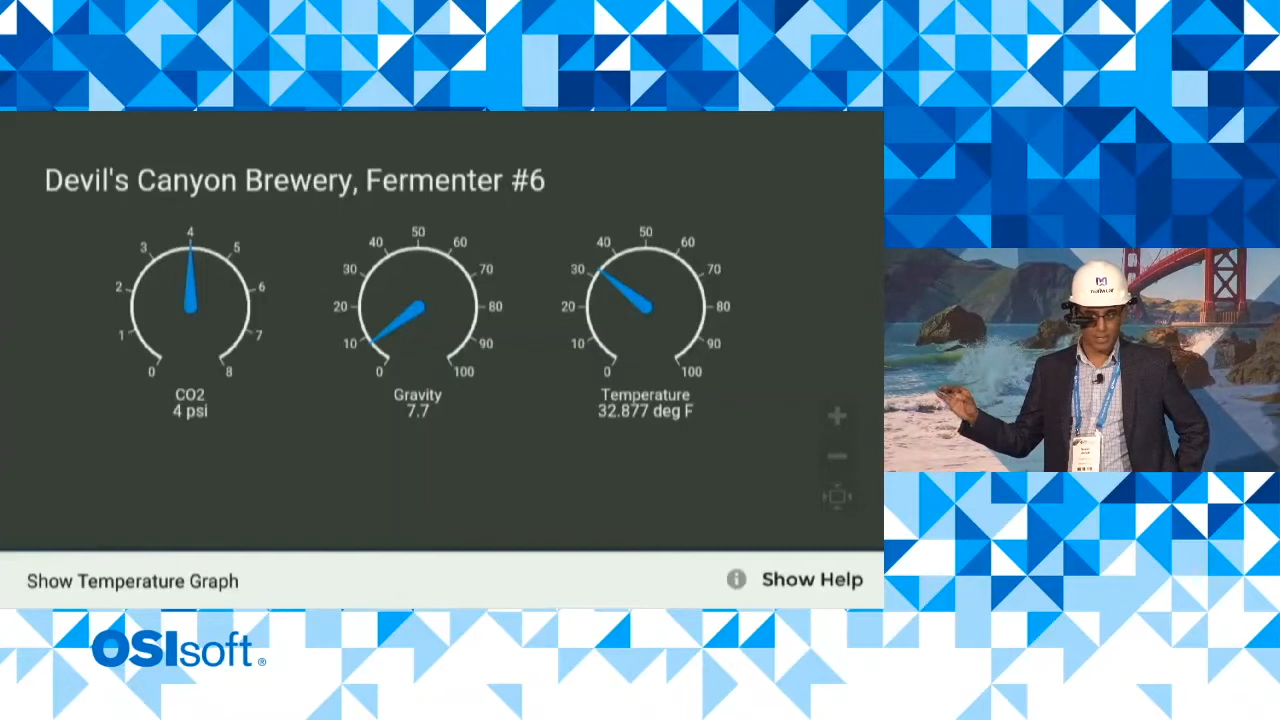 Devil's Canyon Brewery, Fermenter #6
0 1 2 3 4 5 6 7 8
CO2
4 psi
0 10 20 30 40 50 60 70 80 90 100
Gravity
7.7
0 10 20 30 40 50 60 70 80 90 100
Temperature
32.877 deg F
Show Temperature Graph
Show Help
OSIsoft®